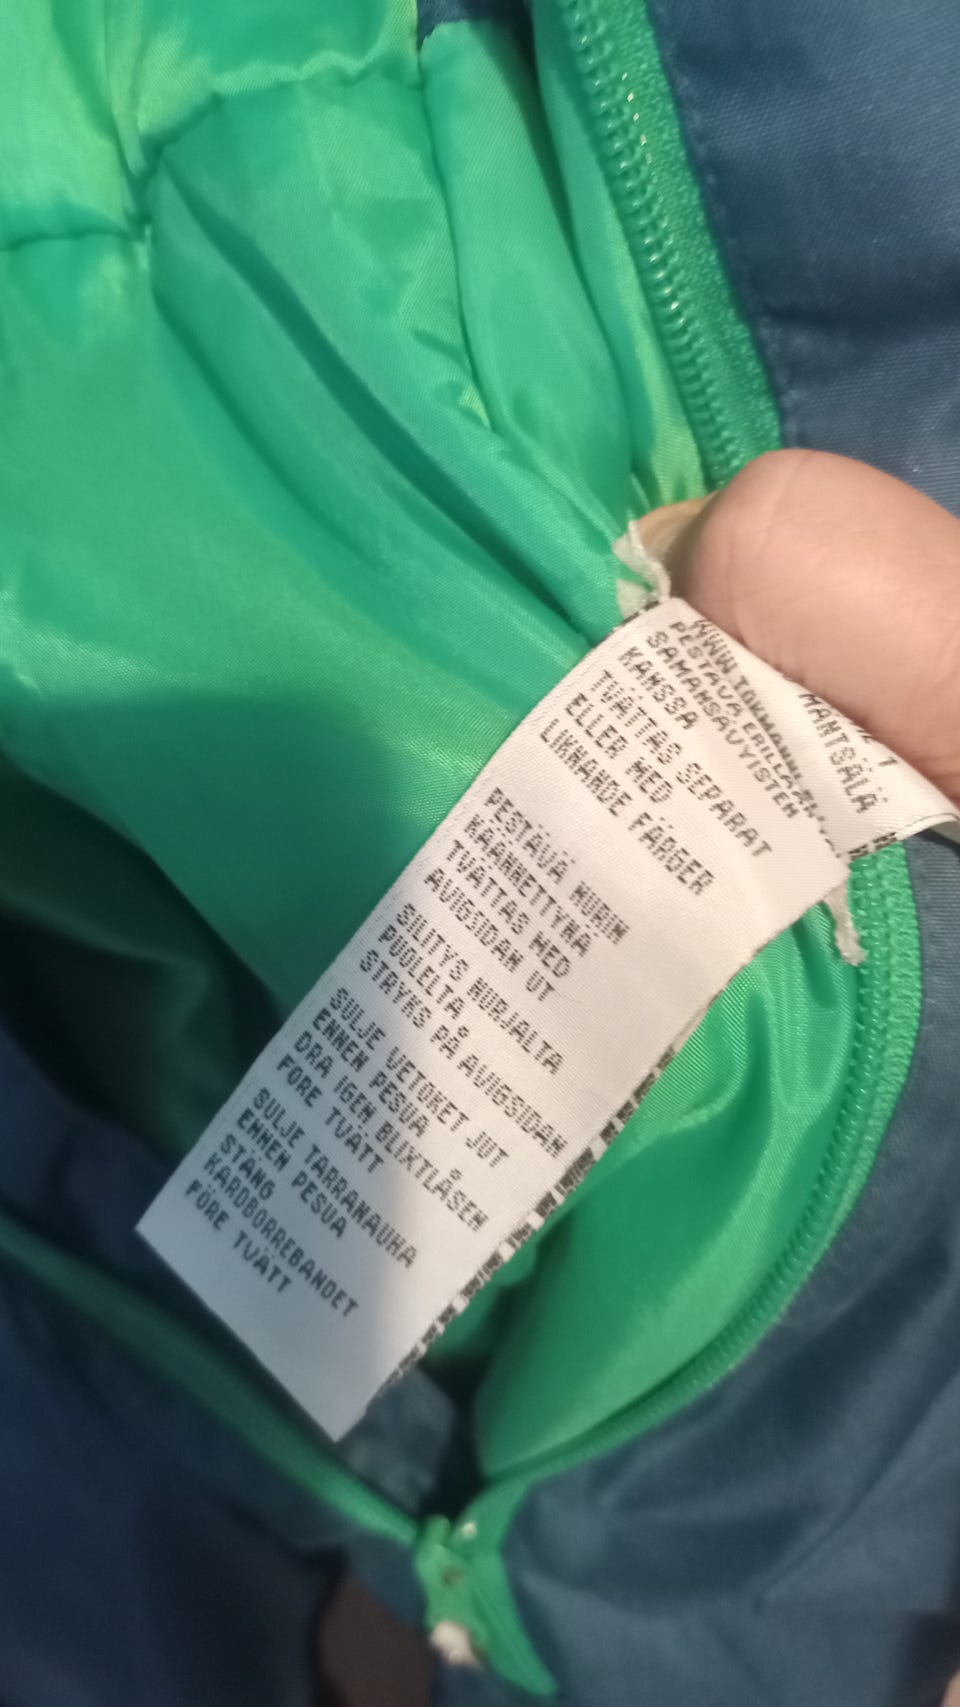 MÄNTSÄLÄ
PESTÄVÄ ERILLÄÄN
SAMANSÄVYISTEN
KANSSA
TVÄTTAS SEPARAT
ELLER MED
LIKNANDE FÄRGER
PESTÄVÄ NURIN
KÄÄNNETTYNÄ
TVÄTTAS MED
AVIGSIDAN UT
SILITYS NURJALTA
PUOLELTA
STRYKS PÅ AVIGSIDAN
SULJE VETOKETJUT
ENNEN PESUA
DRA IGEN BLIXTLÅSEN
FÖRE TVÄTT
SULJE TARRANAUHA
ENNEN PESUA
STÄNG
KARDBORREBANDET
FÖRE TVÄTT